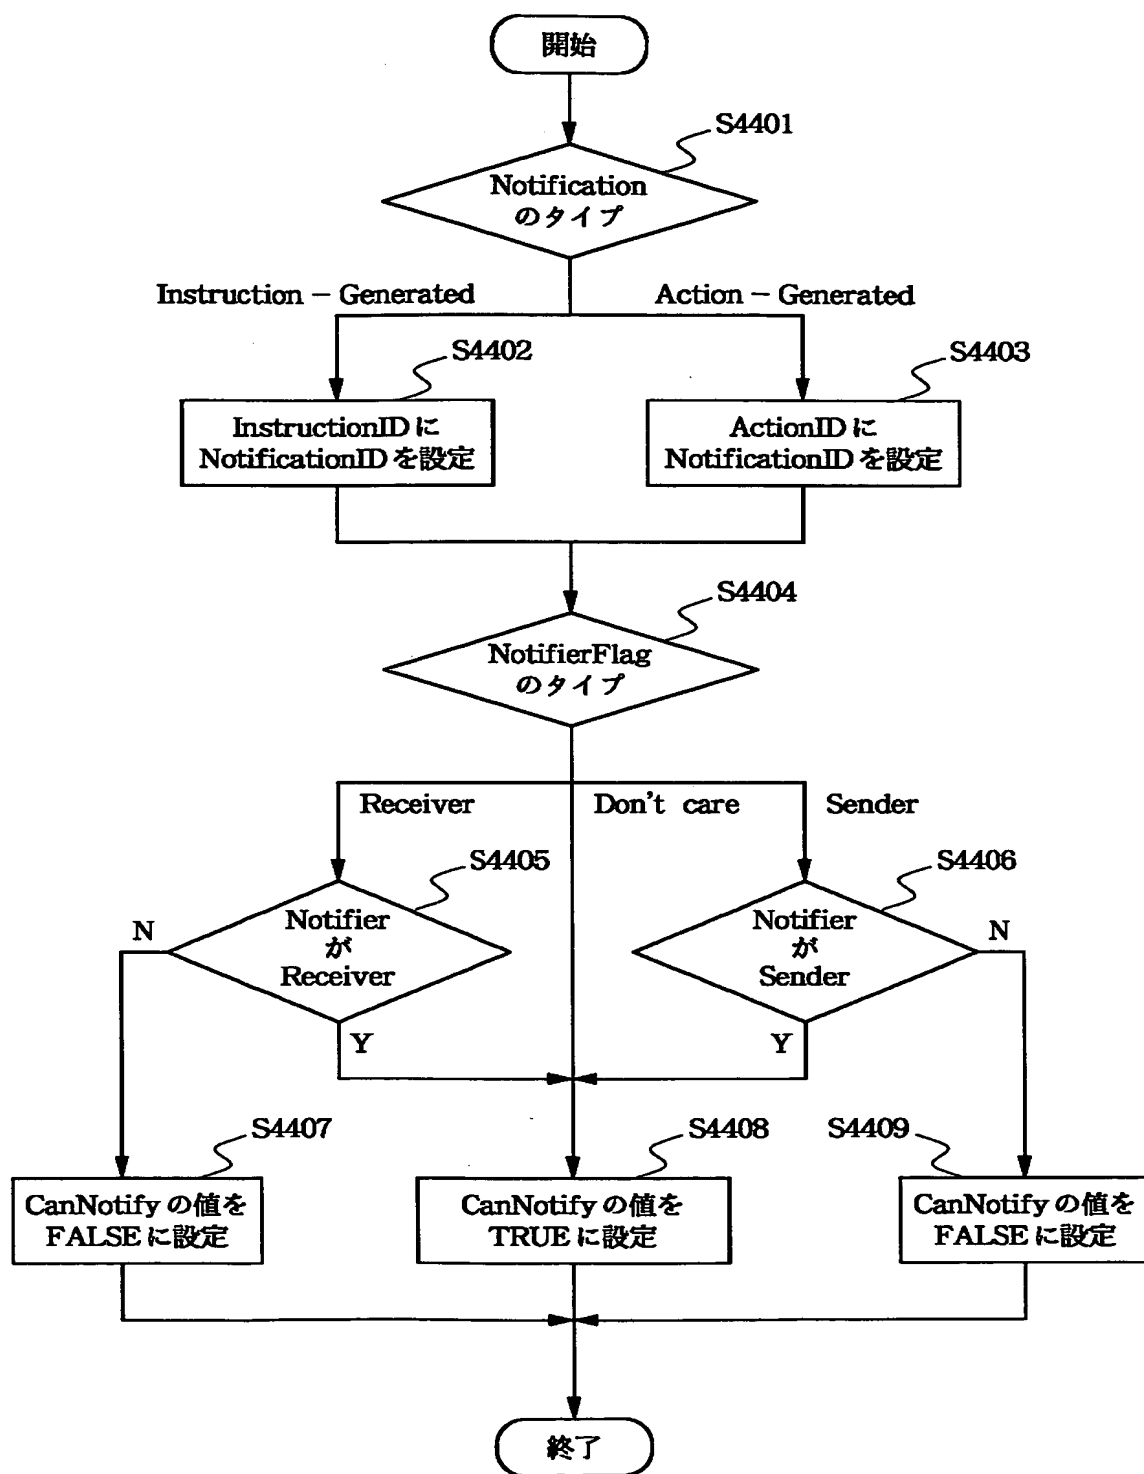 開始
S4401
Notification
のタイプ
Instruction − Generated
Action − Generated
S4402
S4403
InstructionIDに
NotificationIDを設定
ActionIDに
NotificationIDを設定
S4404
NotifierFlag
のタイプ
Receiver
Don't care
Sender
S4405
S4406
N
Notifier
が
Receiver
Y
Notifier
が
Sender
N
Y
S4407
S4408
S4409
CanNotifyの値を
FALSEに設定
CanNotifyの値を
TRUEに設定
CanNotifyの値を
FALSEに設定
終了